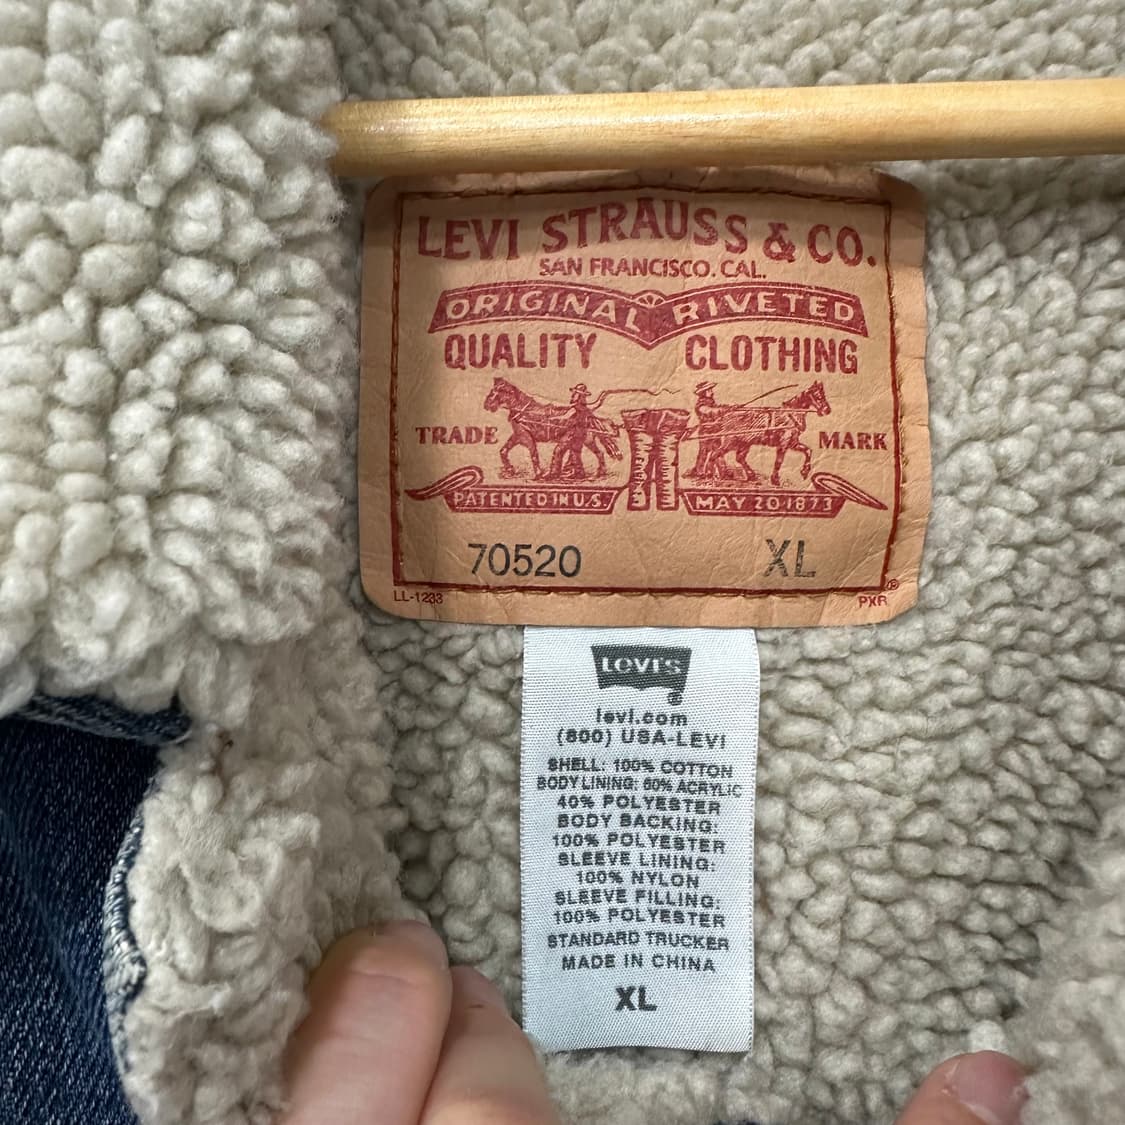 LEVI STRAUSS & CO.
SAN FRANCISCO. CAL.
ORIGINAL RIVETED
QUALITY CLOTHING
TRADE MARK
PATENTED IN U.S. MAY 20 1873
70520 XL
LL-1233 PXR ®
LEVI'S
levi.com
(800) USA-LEVI
SHELL: 100% COTTON
BODY LINING: 60% ACRYLIC
40% POLYESTER
BODY BACKING:
100% POLYESTER
SLEEVE LINING:
100% NYLON
SLEEVE FILLING:
100% POLYESTER
STANDARD TRUCKER
MADE IN CHINA
XL